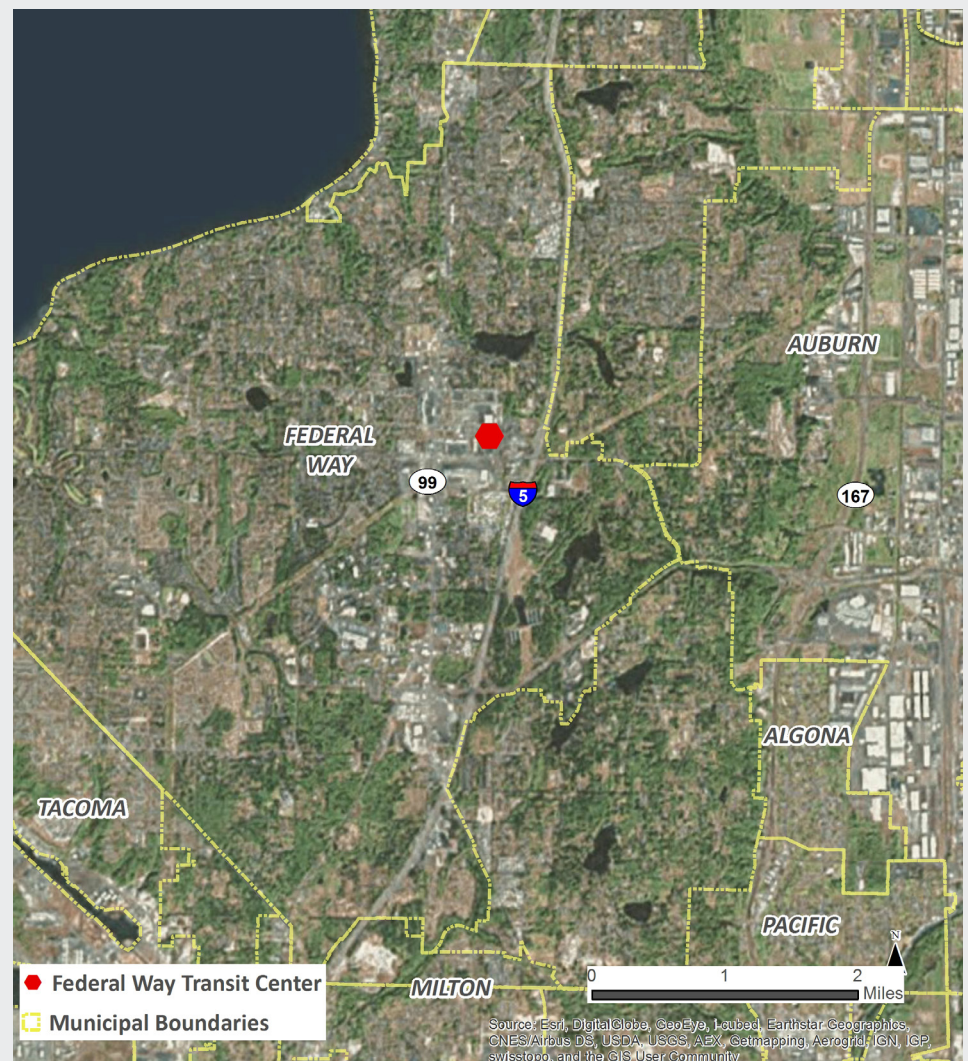 AUBURN
FEDERAL
WAY
99
5
167
ALGONA
TACOMA
PACIFIC
N
Federal Way Transit Center
MILTON
0 1 2
Miles
Municipal Boundaries
Source: Esri, DigitalGlobe, GeoEye, i-cubed, Earthstar Geographics,
CNES/Airbus DS, USDA, USGS, AEX, Getmapping, Aerogrid, IGN, IGP,
swisstopo, and the GIS User Community